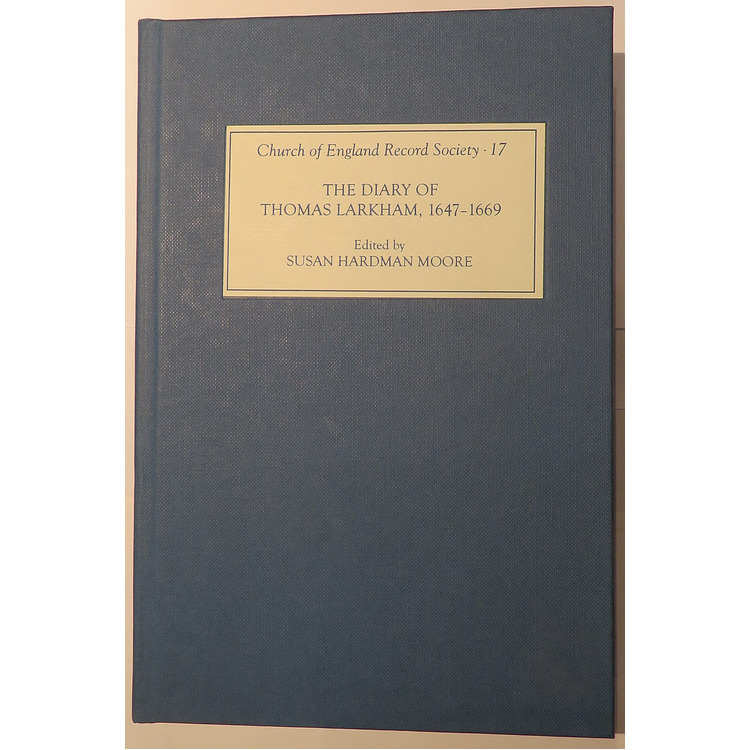 Church of England Record Society · 17
THE DIARY OF
THOMAS LARKHAM, 1647–1669
Edited by
SUSAN HARDMAN MOORE